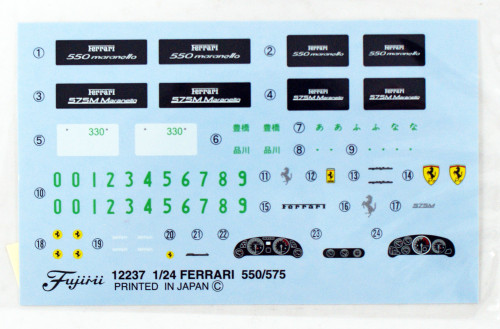 ① Ferrari 550 maranello Ferrari 550 maranello ② Ferrari 550 maranello Ferrari 550 maranello
③ Ferrari 575M Maranello Ferrari 575M Maranello ④ Ferrari 575M Maranello Ferrari 575M Maranello
⑤ 330 330 ⑥ 豊橋 豊橋 ⑦ ああふふなな
品川 品川 ⑧ ⑨
⑩ 0 0 1 2 3 4 5 6 7 8 9 ⑪ ⑫ ⑬ ⑭
0 0 1 2 3 4 5 6 7 8 9 ⑮ Ferrari ⑯ ⑰ 575M
⑱ ⑲ ⑳ ㉑ ㉒ ㉓ ㉔
Fujimi 12237 1/24 FERRARI 550/575
PRINTED IN JAPAN Ⓒ